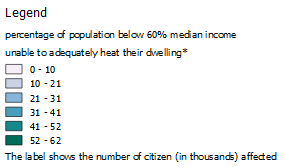 Legend
percentage of population below 60% median income
unable to adequately heat their dwelling*
0 - 10
10 - 21
21 - 31
31 - 41
41 - 52
52 - 62
The label shows the number of citizen (in thousands) affected